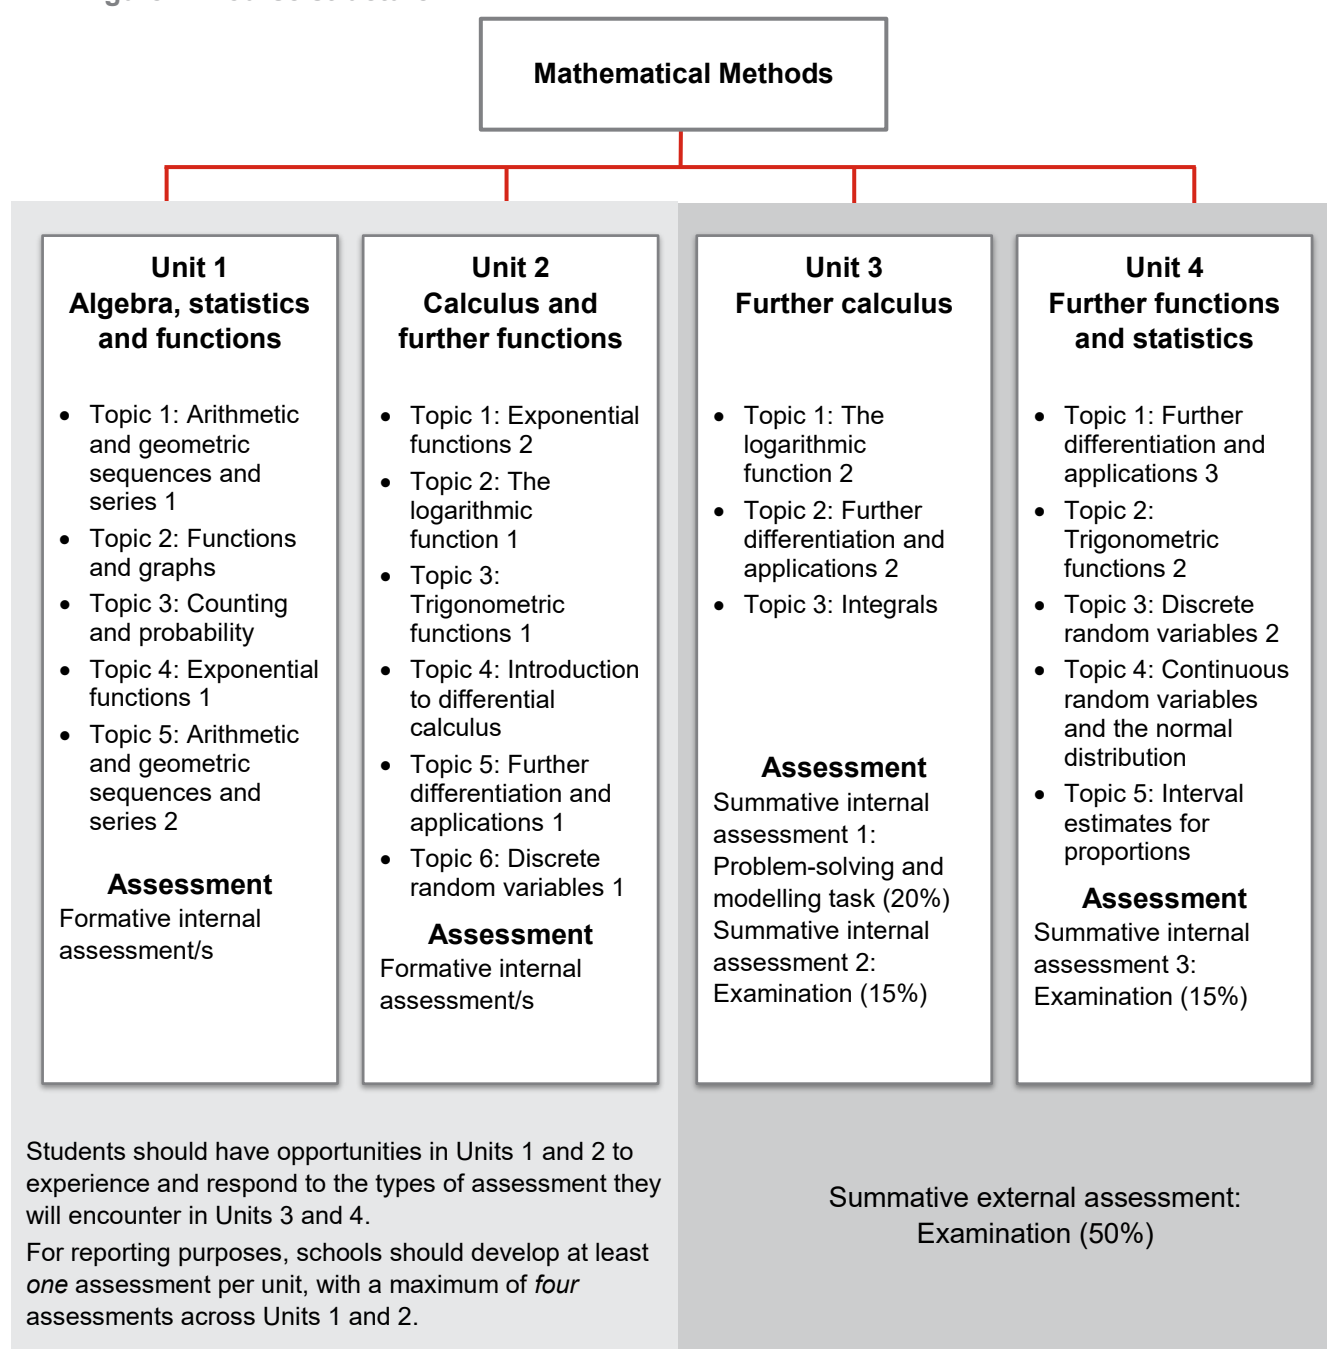 Mathematical Methods
Unit 1
Algebra, statistics
and functions
• Topic 1: Arithmetic
and geometric
sequences and
series 1
• Topic 2: Functions
and graphs
• Topic 3: Counting
and probability
• Topic 4: Exponential
functions 1
• Topic 5: Arithmetic
and geometric
sequences and
series 2
Assessment
Formative internal
assessment/s
Unit 2
Calculus and
further functions
• Topic 1: Exponential
functions 2
• Topic 2: The
logarithmic
function 1
• Topic 3:
Trigonometric
functions 1
• Topic 4: Introduction
to differential
calculus
• Topic 5: Further
differentiation and
applications 1
• Topic 6: Discrete
random variables 1
Assessment
Formative internal
assessment/s
Unit 3
Further calculus
• Topic 1: The
logarithmic
function 2
• Topic 2: Further
differentiation and
applications 2
• Topic 3: Integrals
Assessment
Summative internal
assessment 1:
Problem-solving and
modelling task (20%)
Summative internal
assessment 2:
Examination (15%)
Unit 4
Further functions
and statistics
• Topic 1: Further
differentiation and
applications 3
• Topic 2:
Trigonometric
functions 2
• Topic 3: Discrete
random variables 2
• Topic 4: Continuous
random variables
and the normal
distribution
• Topic 5: Interval
estimates for
proportions
Assessment
Summative internal
assessment 3:
Examination (15%)
Students should have opportunities in Units 1 and 2 to
experience and respond to the types of assessment they
will encounter in Units 3 and 4.
For reporting purposes, schools should develop at least
one assessment per unit, with a maximum of four
assessments across Units 1 and 2.
Summative external assessment:
Examination (50%)